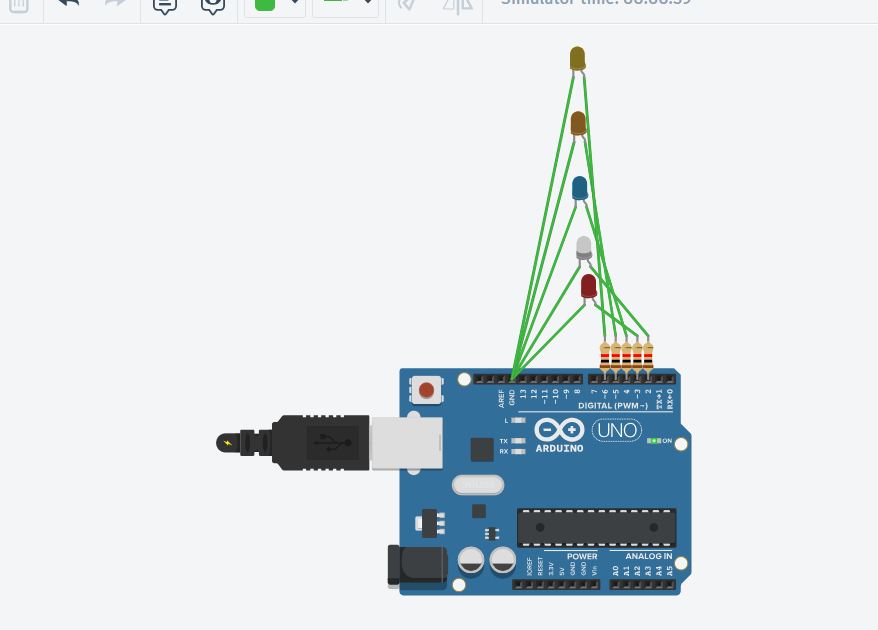 Simulator time: 00:06:39
AREF
GND
13
12
~11
~10
~9
8
7
~6
~5
4
~3
2
TX→1
RX←0
DIGITAL (PWM~)
L
TX
RX
ARDUINO
UNO
ON
POWER
ANALOG IN
IOREF
RESET
3.3V
5V
GND
GND
Vin
A0
A1
A2
A3
A4
A5